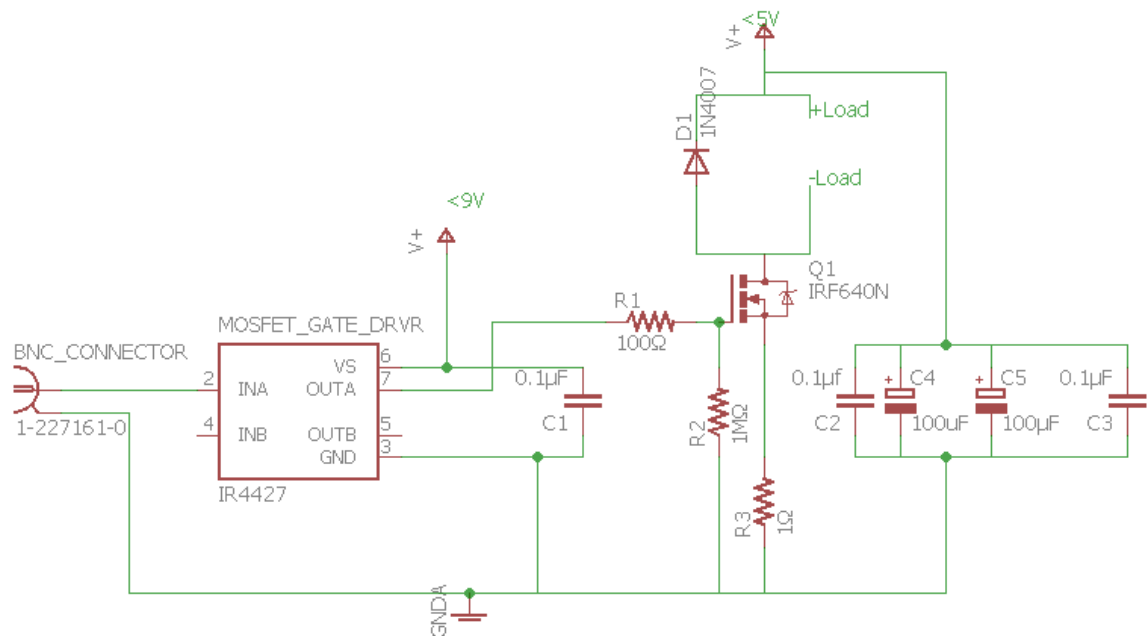 <5V
V+
1N4007
D1
+Load
-Load
<9V
V+
Q1
IRF640N
R1
100Ω
MOSFET_GATE_DRVR
BNC_CONNECTOR
1-227161-0
2
INA
4
INB
VS
6
OUTA
7
OUTB
5
GND
3
IR4427
0.1µF
C1
R2
1MΩ
R3
1Ω
0.1µf
C2
+
C4
100uF
+
C5
100µF
0.1µF
C3
GNDA